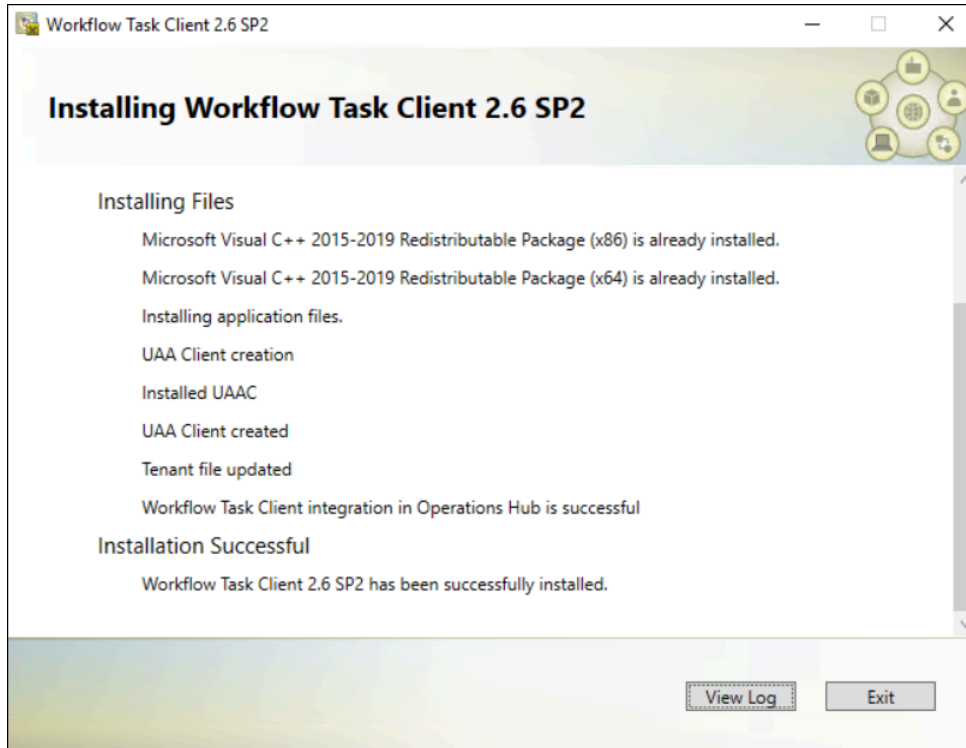 Workflow Task Client 2.6 SP2
Installing Workflow Task Client 2.6 SP2
Installing Files
Microsoft Visual C++ 2015-2019 Redistributable Package (x86) is already installed.
Microsoft Visual C++ 2015-2019 Redistributable Package (x64) is already installed.
Installing application files.
UAA Client creation
Installed UAAC
UAA Client created
Tenant file updated
Workflow Task Client integration in Operations Hub is successful
Installation Successful
Workflow Task Client 2.6 SP2 has been successfully installed.
View Log
Exit